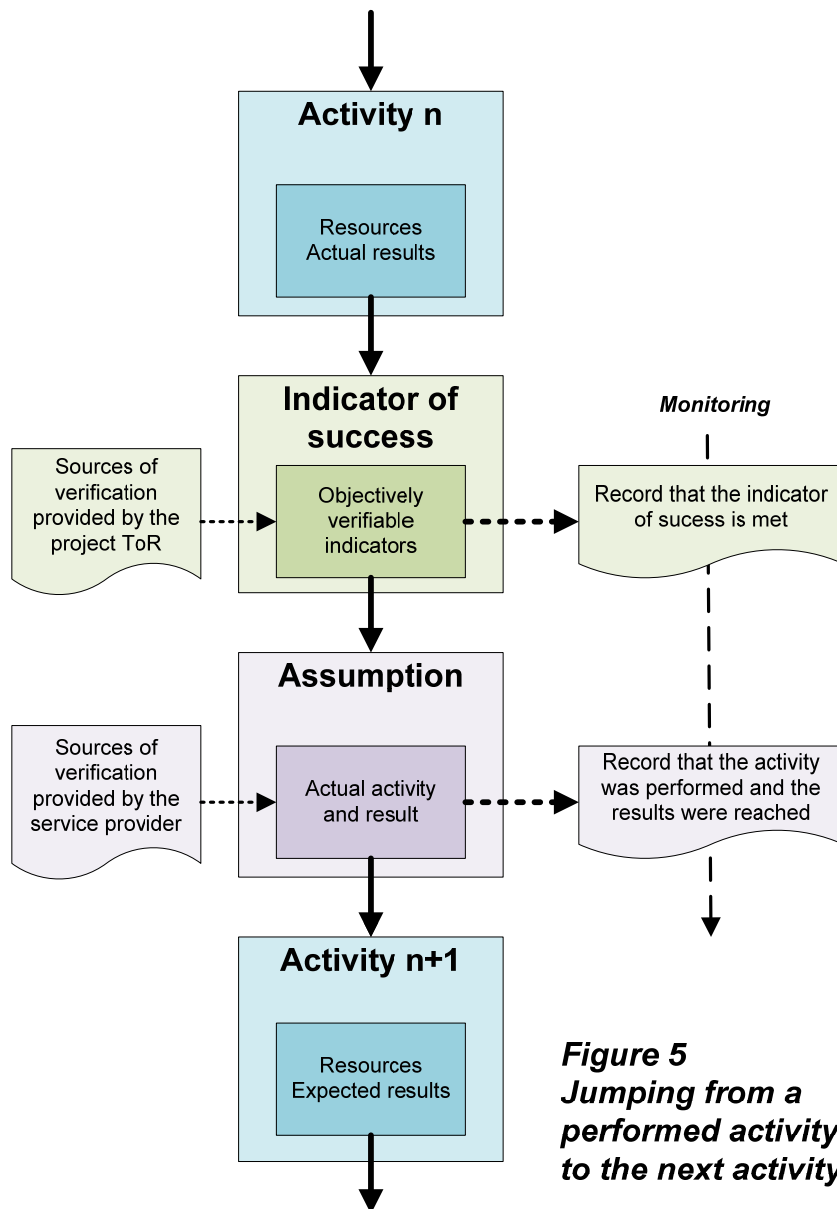 Activity n
Resources
Actual results
Indicator of
success
Monitoring
Sources of
verification
provided by the
project ToR
Objectively
verifiable
indicators
Record that the indicator
of sucess is met
Assumption
Sources of
verification
provided by the
service provider
Actual activity
and result
Record that the activity
was performed and the
results were reached
Activity n+1
Resources
Expected results
Figure 5
Jumping from a
performed activity
to the next activity